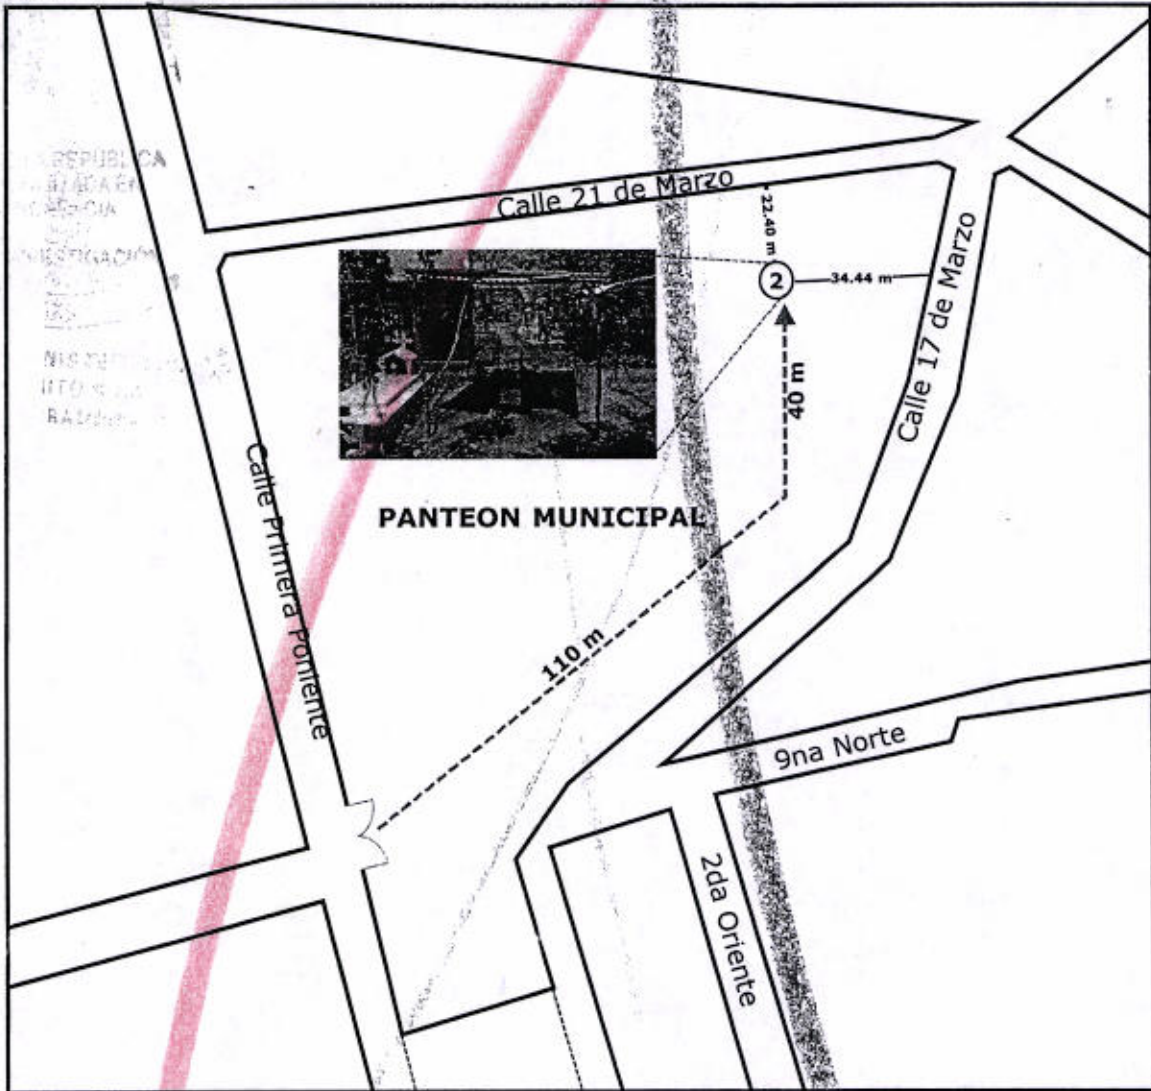 REPUBLICA
Calle 21 de Marzo
22.40 m
2
34.44 m
Calle 17 de Marzo
40 m
Calle Primera Poniente
PANTEON MUNICIPAL
110 m
9na Norte
2da Oriente